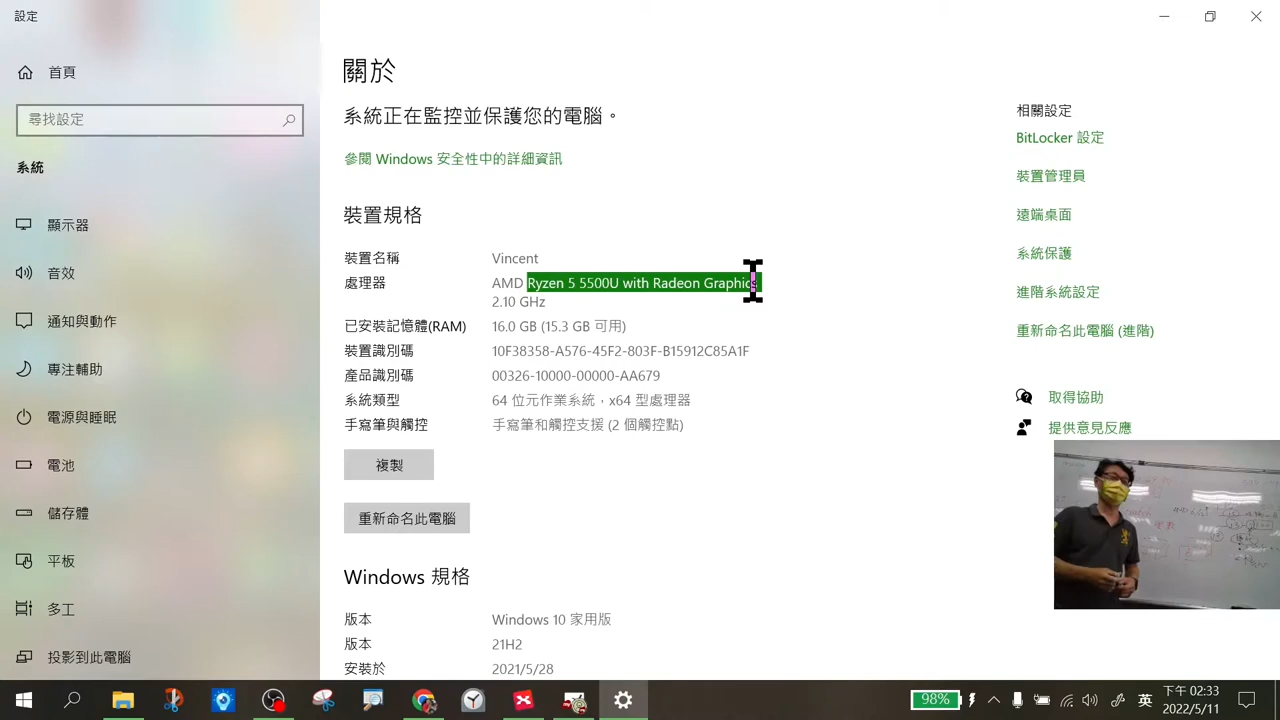 設定
首頁
尋找設定
系統
顯示器
音效
通知與動作
專注輔助
電源與睡眠
電池
儲存體
平板
多工
投影到此電腦
關於
系統正在監控並保護您的電腦。
參閱 Windows 安全性中的詳細資訊
裝置規格
裝置名稱 Vincent
處理器 AMD Ryzen 5 5500U with Radeon Graphics
2.10 GHz
已安裝記憶體(RAM) 16.0 GB (15.3 GB 可用)
裝置識別碼 10F38358-A576-45F2-803F-B15912C85A1F
產品識別碼 00326-10000-00000-AA679
系統類型 64 位元作業系統，x64 型處理器
手寫筆與觸控 手寫筆和觸控支援 (2 個觸控點)
複製
重新命名此電腦
Windows 規格
版本 Windows 10 家用版
版本 21H2
安裝於 2021/5/28
相關設定
BitLocker 設定
裝置管理員
遠端桌面
系統保護
進階系統設定
重新命名此電腦 (進階)
取得協助
提供意見反應
98%
英
下午 02:33
2022/5/11